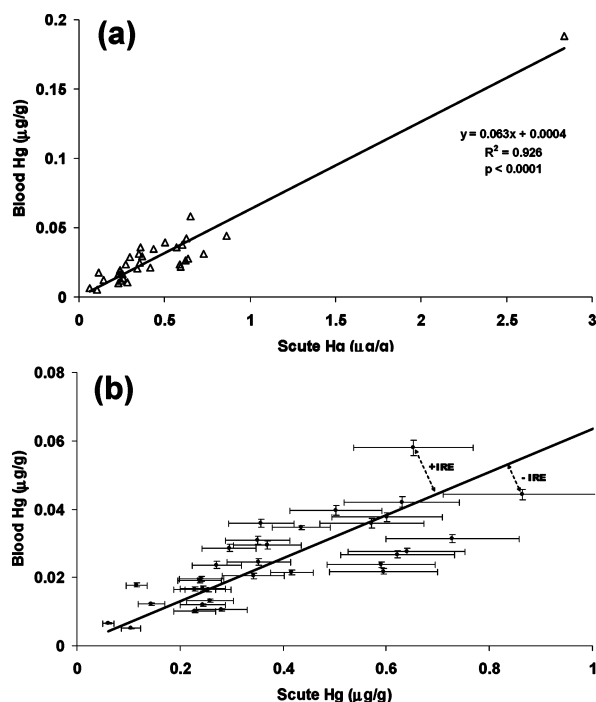 (a)
0.2
0.15
0.1
0.05
0
Blood Hg (μg/g)
y = 0.063x + 0.0004
R² = 0.926
p < 0.0001
0 0.5 1 1.5 2 2.5 3
Scute Hg (μg/g)
(b)
0.08
0.06
0.04
0.02
0
Blood Hg (μg/g)
+IRE
- IRE
0 0.2 0.4 0.6 0.8 1
Scute Hg (μg/g)